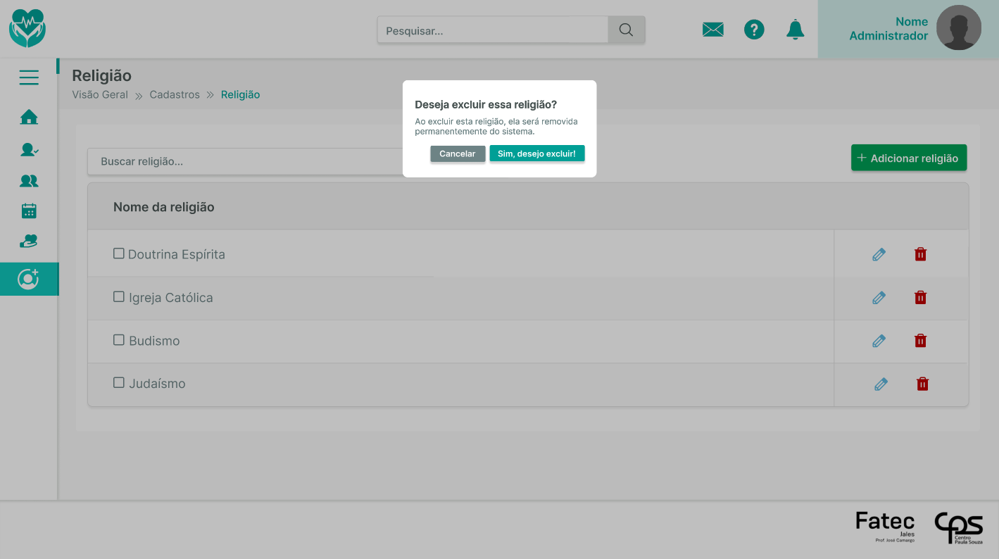 Pesquisar...
Nome
Administrador
Religião
Visão Geral » Cadastros » Religião
Deseja excluir essa religião?
Ao excluir esta religião, ela será removida
permanentemente do sistema.
Cancelar
Sim, desejo excluir!
Buscar religião...
+ Adicionar religião
Nome da religião
Doutrina Espírita
Igreja Católica
Budismo
Judaísmo
Fatec
Jales
Prof. José Camargo
cps
Centro
Paula Souza